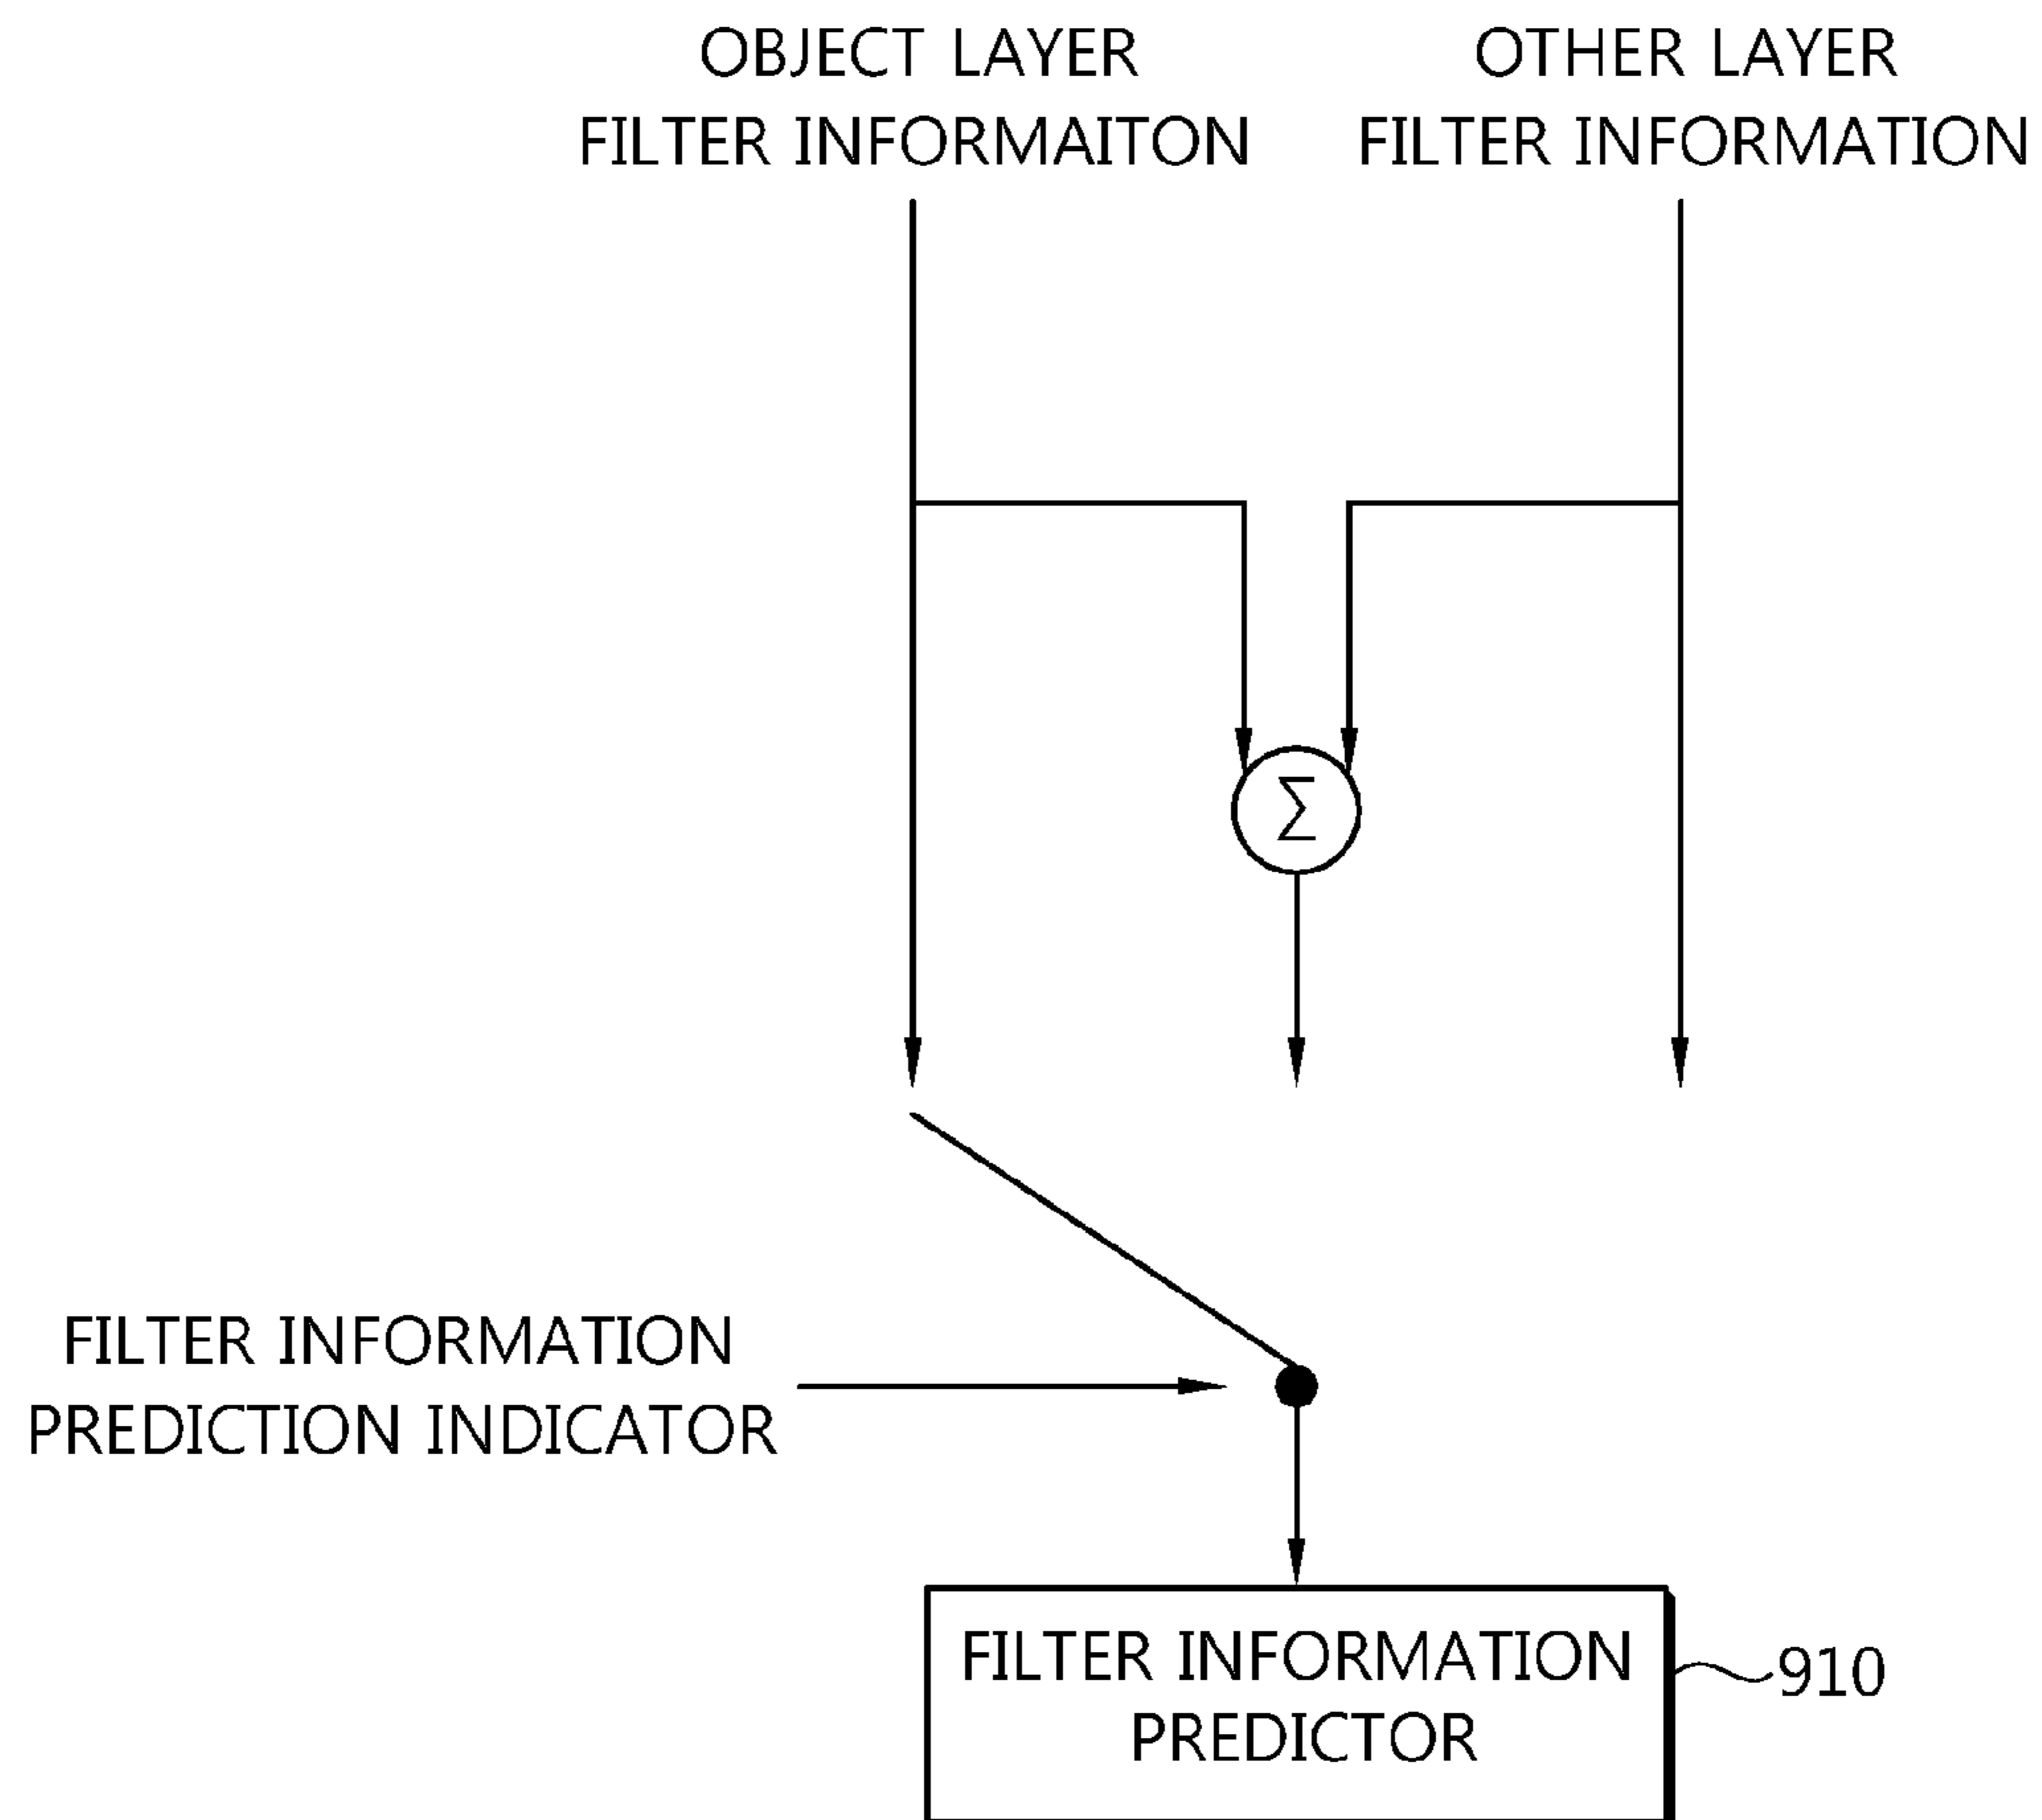 OBJECT LAYER
FILTER INFORMAITON
OTHER LAYER
FILTER INFORMATION
Σ
FILTER INFORMATION
PREDICTION INDICATOR
FILTER INFORMATION
PREDICTOR
910